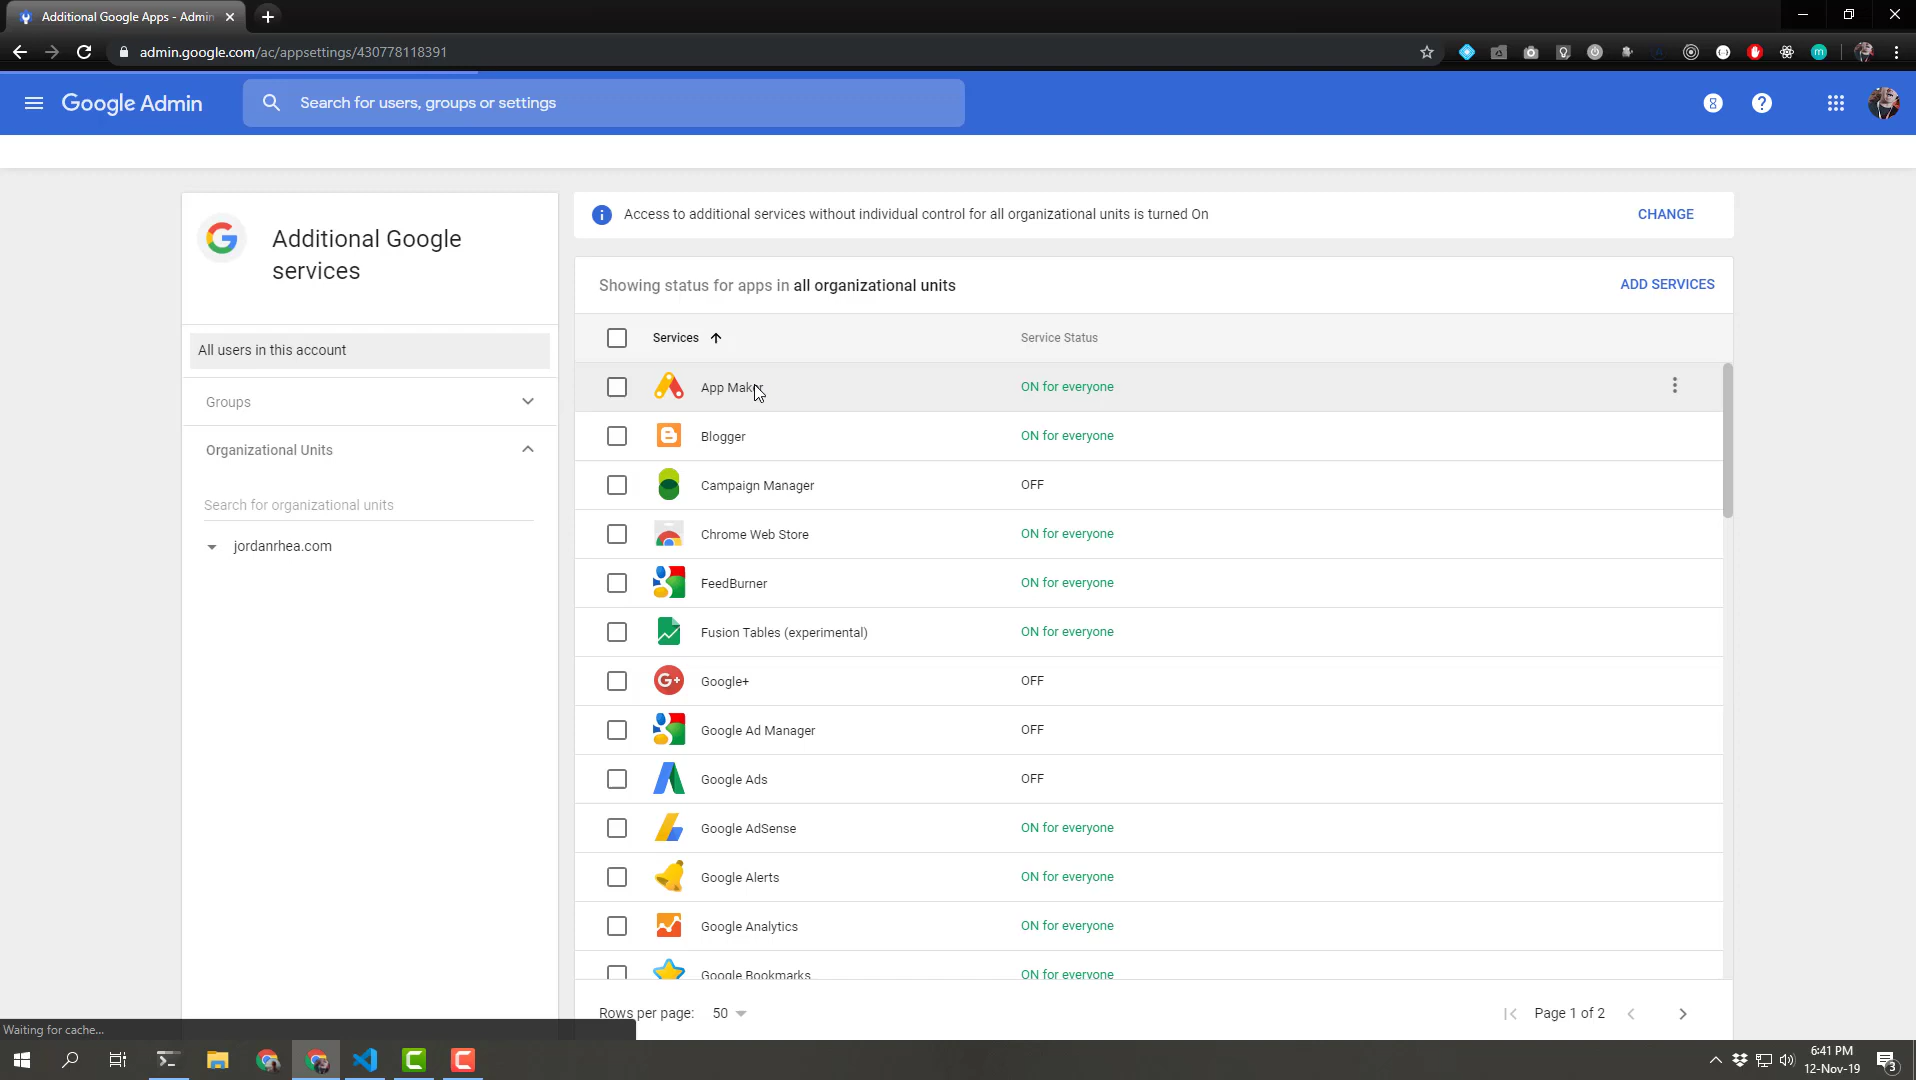 Additional Google Apps - Admin
admin.google.com/ac/appsettings/430778118391
Google Admin
Search for users, groups or settings
Additional Google
services
All users in this account
Groups
Organizational Units
Search for organizational units
jordanrhea.com
Access to additional services without individual control for all organizational units is turned On
CHANGE
Showing status for apps in all organizational units
ADD SERVICES
Services
Service Status
App Maker
ON for everyone
Blogger
ON for everyone
Campaign Manager
OFF
Chrome Web Store
ON for everyone
FeedBurner
ON for everyone
Fusion Tables (experimental)
ON for everyone
Google+
OFF
Google Ad Manager
OFF
Google Ads
OFF
Google AdSense
ON for everyone
Google Alerts
ON for everyone
Google Analytics
ON for everyone
Google Bookmarks
ON for everyone
Rows per page: 50
Page 1 of 2
Waiting for cache...
6:41 PM
12-Nov-19
3